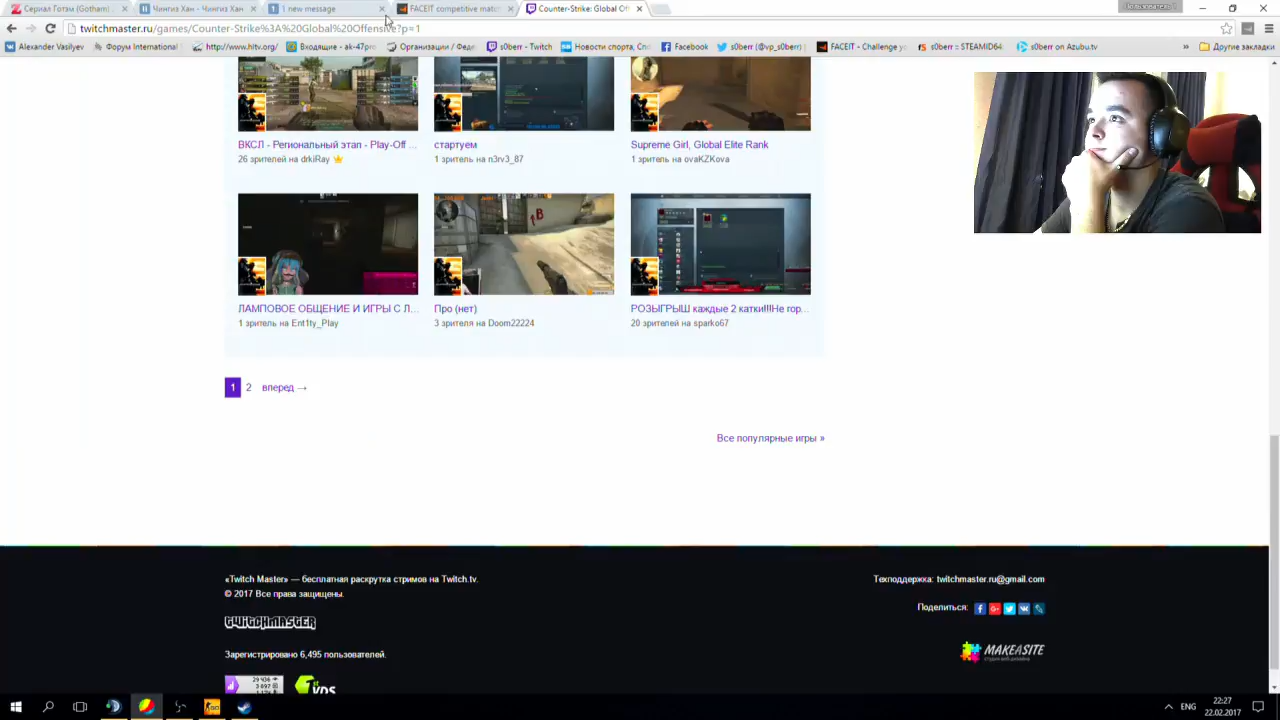 Сериал Готэм (Gotham)
Чингиз Хан - Чингиз Хан
1 new message
FACEIT competitive matc
Counter-Strike: Global Of
twitchmaster.ru/games/Counter-Strike%3A%20Global%20Offensive?p=1
Alexander Vasilyev
Форум International
http://www.hltv.org/
Входящие - ak-47pro
Организации / Феде
s0berr - Twitch
Новости спорта, Спо
Facebook
s0berr (@vp_s0berr)
FACEIT - Challenge yo
s0berr :: STEAMID64
s0berr on Azubu.tv
»
Другие закладки
ВКСЛ - Региональный этап - Play-Off ...
стартуем
Supreme Girl, Global Elite Rank
26 зрителей на drkiRay
1 зритель на n3rv3_87
1 зритель на ovaKZKova
ЛАМПОВОЕ ОБЩЕНИЕ И ИГРЫ С Л...
Про (нет)
РОЗЫГРЫШ каждые 2 катки!!!Не гор...
1 зритель на Ent1ty_Play
3 зрителя на Doom22224
20 зрителей на sparko67
1 2 вперед →
Все популярные игры »
«Twitch Master» — бесплатная раскрутка стримов на Twitch.tv.
Техподдержка: twitchmaster.ru@gmail.com
© 2017 Все права защищены.
Поделиться:
TWITCHMASTER
MAKEASITE
Зарегистрировано 6,495 пользователей.
VDS
ENG
22:27
22.02.2017